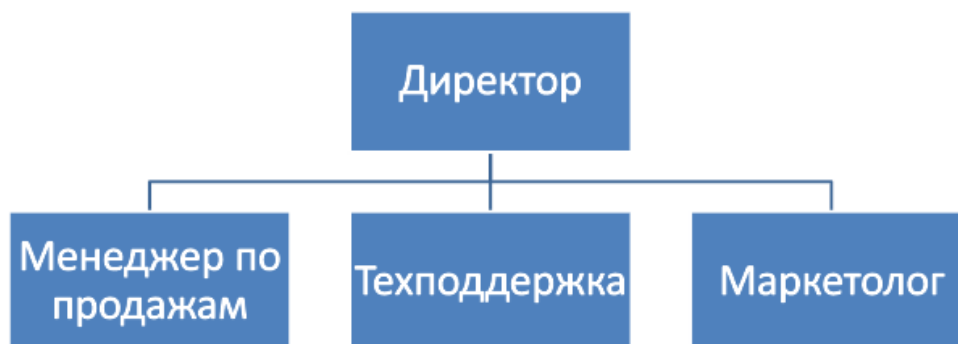 Директор
Менеджер по
продажам
Техподдержка
Маркетолог